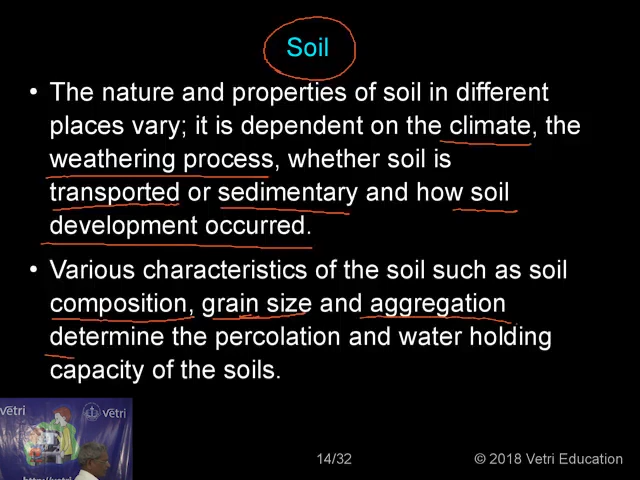 Soil
• The nature and properties of soil in different
places vary; it is dependent on the climate, the
weathering process, whether soil is
transported or sedimentary and how soil
development occurred.
• Various characteristics of the soil such as soil
composition, grain size and aggregation
determine the percolation and water holding
capacity of the soils.
vetri
Vetri
14/32
© 2018 Vetri Education